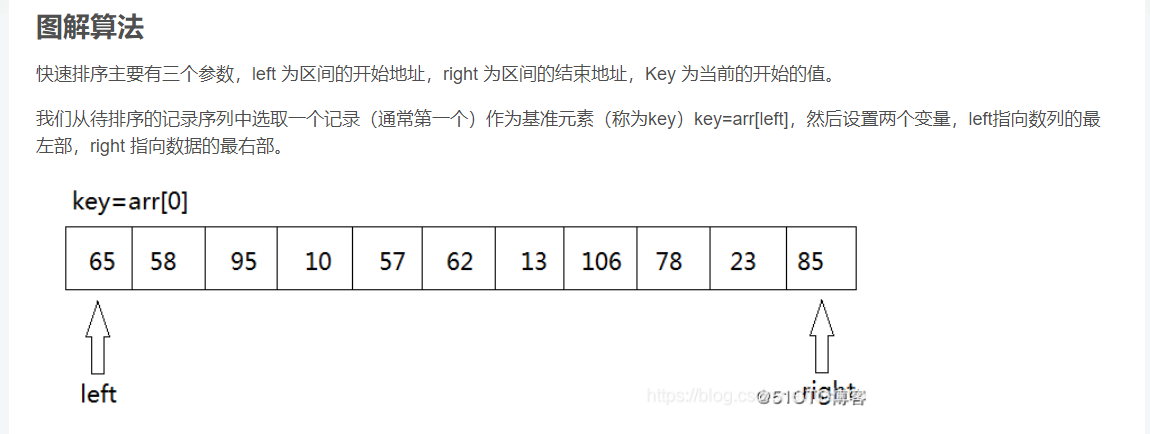 图解算法
快速排序主要有三个参数，left 为区间的开始地址，right 为区间的结束地址，Key 为当前的开始的值。
我们从待排序的记录序列中选取一个记录（通常第一个）作为基准元素（称为key）key=arr[left]，然后设置两个变量，left指向数列的最
左部，right 指向数据的最右部。
key=arr[0]
65 58 95 10 57 62 13 106 78 23 85
left right
https://blog.cs @51CTO博客